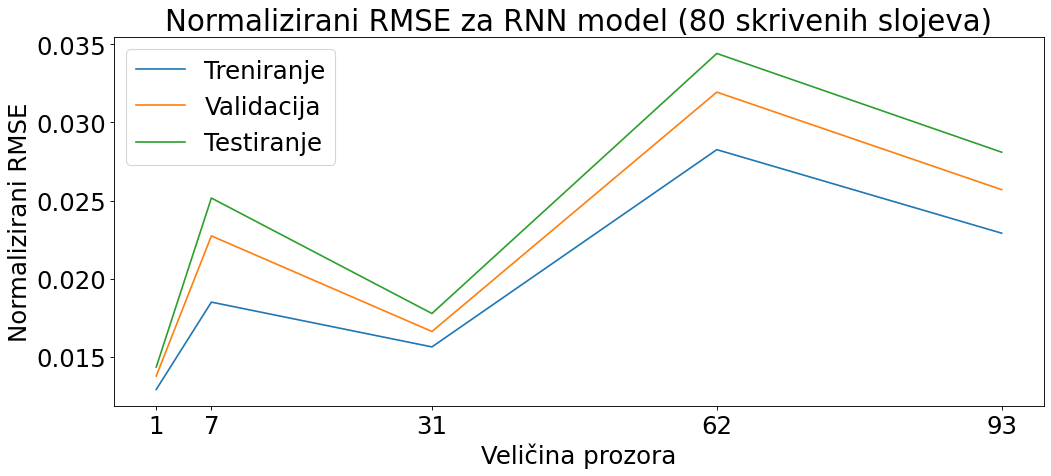 Normalizirani RMSE za RNN model (80 skrivenih slojeva)
Normalizirani RMSE
0.035
0.030
0.025
0.020
0.015
Treniranje
Validacija
Testiranje
1 7 31 62 93
Veličina prozora